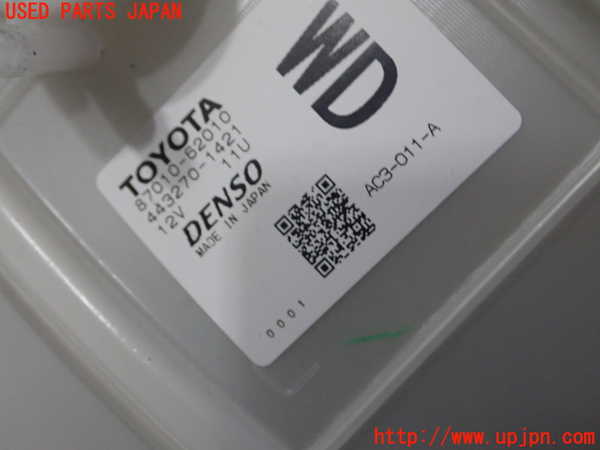 USED PARTS JAPAN
WD
TOYOTA
87010-62010
443270-1421
12V 11U
DENSO
MADE IN JAPAN
AC3-011-A
0001
http://www.upjpn.com/